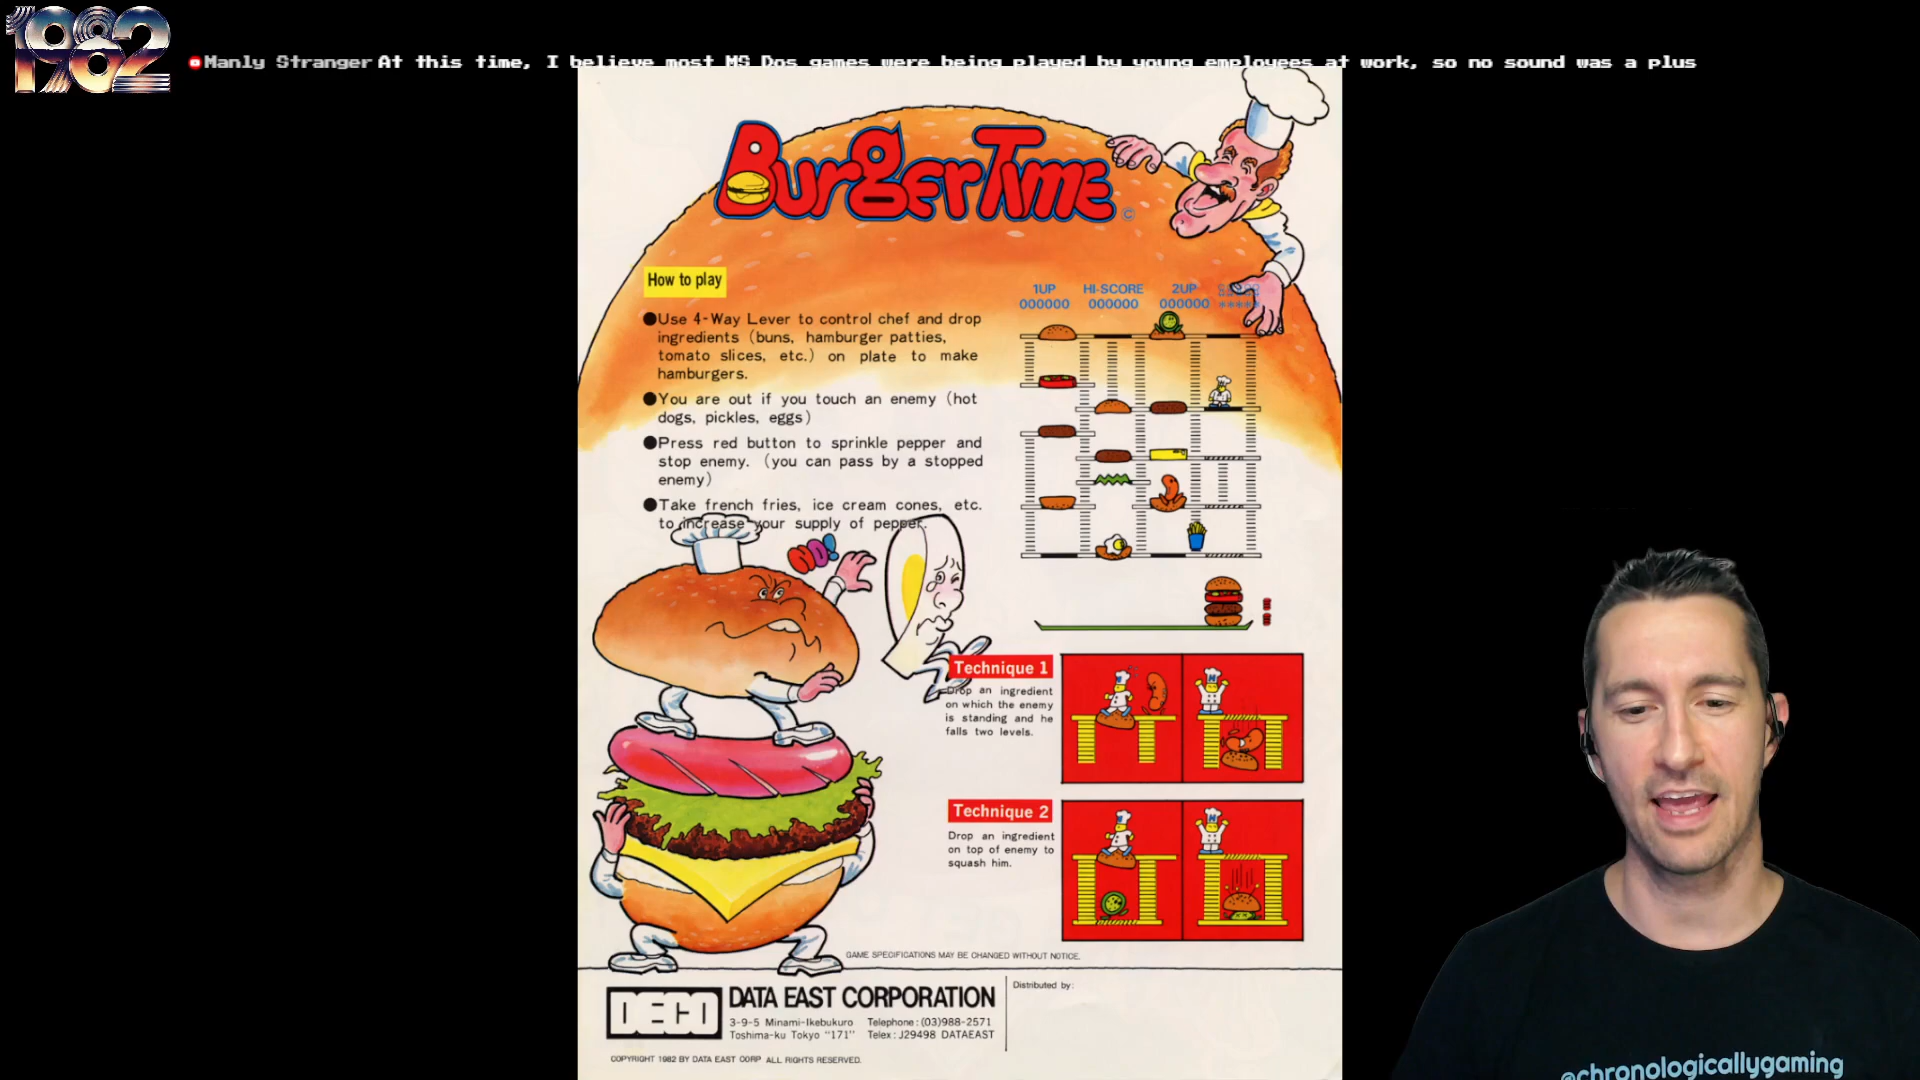 1982
Manly Stranger At this time, I believe most MS Dos games were being played by young employees at work, so no sound was a plus
BurgerTime ©
How to play
●Use 4-Way Lever to control chef and drop
ingredients (buns, hamburger patties,
tomato slices, etc.) on plate to make
hamburgers.
●You are out if you touch an enemy (hot
dogs, pickles, eggs)
●Press red button to sprinkle pepper and
stop enemy. (you can pass by a stopped
enemy)
●Take french fries, ice cream cones, etc.
to increase your supply of pepper.
1UP HI-SCORE 2UP
000000 000000 000000 *****
NO!
Technique 1
Drop an ingredient
on which the enemy
is standing and he
falls two levels.
Technique 2
Drop an ingredient
on top of enemy to
squash him.
GAME SPECIFICATIONS MAY BE CHANGED WITHOUT NOTICE.
DECO
DATA EAST CORPORATION
3-9-5 Minami-Ikebukuro Telephone: (03)988-2571
Toshima-ku Tokyo "171" Telex: J29498 DATAEAST
Distributed by:
COPYRIGHT 1982 BY DATA EAST CORP ALL RIGHTS RESERVED.
@chronologicallygaming